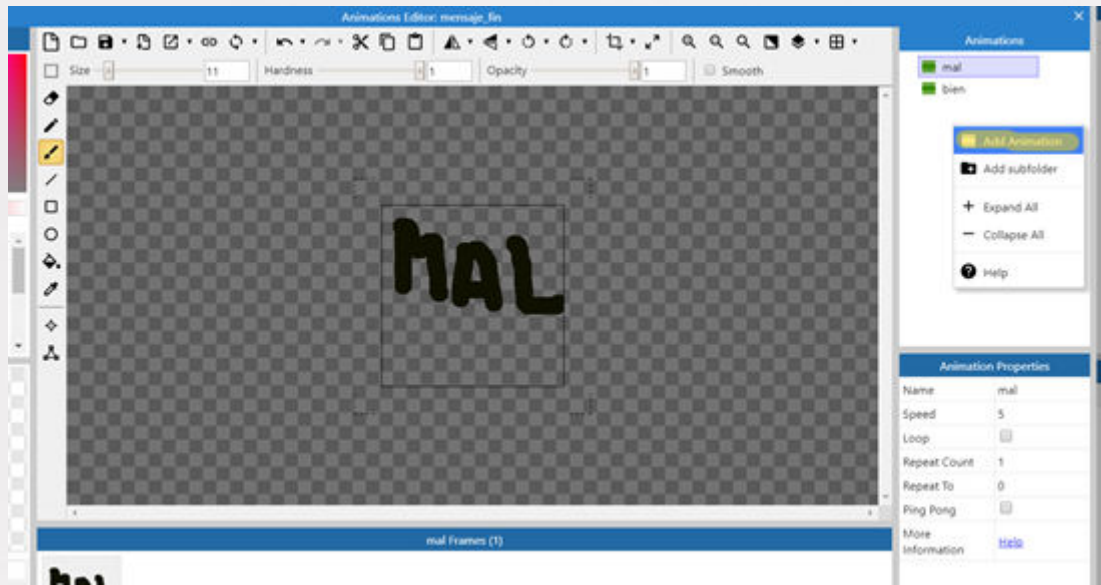 Animations Editor: mensaje_fin
Size 11 Hardness 1 Opacity 1 Smooth
Animations
mal
bien
Add Animation
Add subfolder
Expand All
Collapse All
Help
MAL
Animation Properties
Name mal
Speed 5
Loop
Repeat Count 1
Repeat To 0
Ping Pong
More
Information Help
mal Frames (1)
MAL